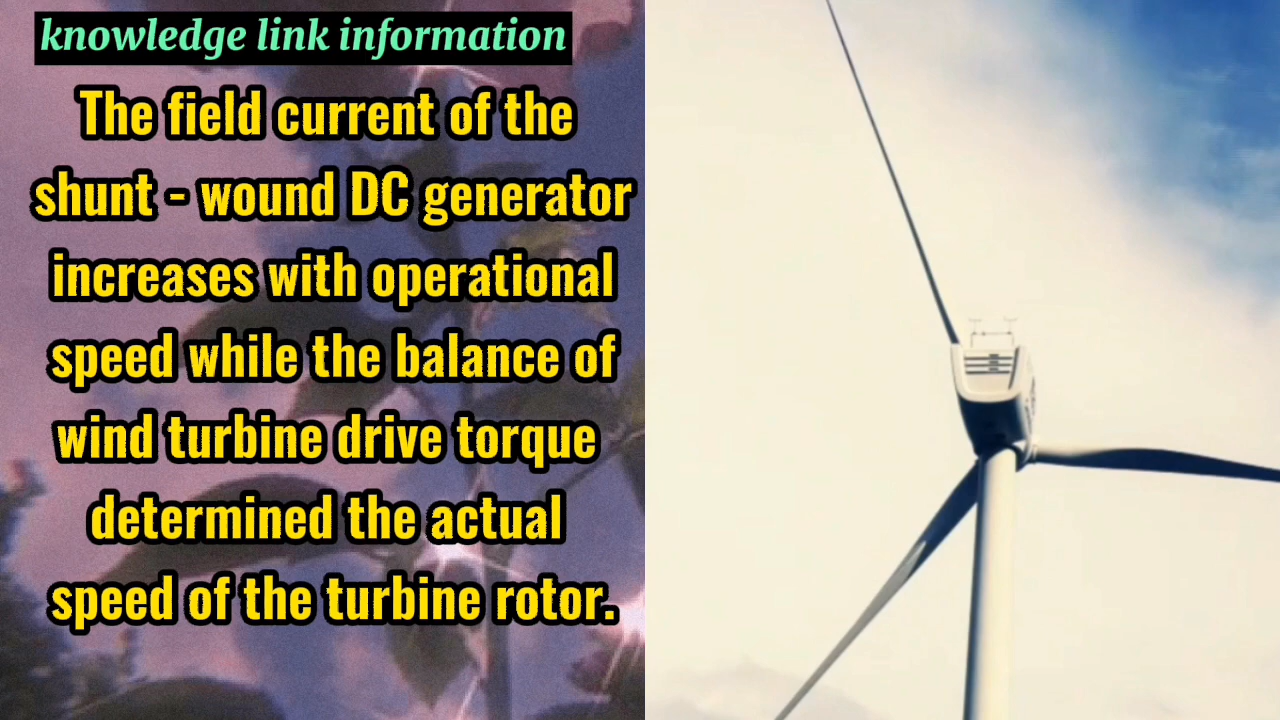 knowledge link information
The field current of the
shunt - wound DC generator
increases with operational
speed while the balance of
wind turbine drive torque
determined the actual
speed of the turbine rotor.